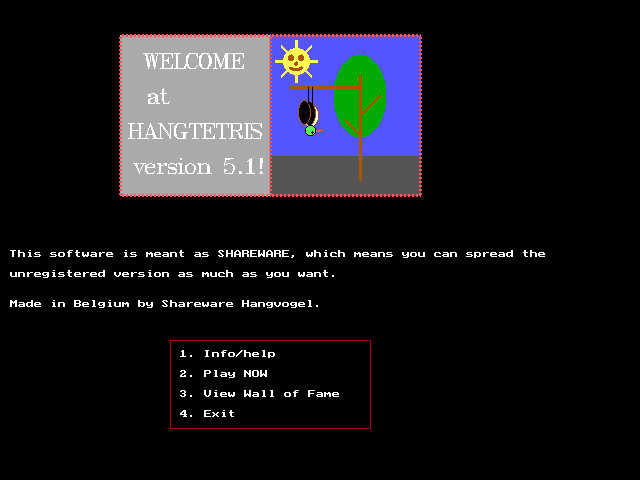 WELCOME
at
HANGTETRIS
version 5.1!
This software is meant as SHAREWARE, which means you can spread the
unregistered version as much as you want.
Made in Belgium by Shareware Hangvogel.
1. Info/help
2. Play NOW
3. View Wall of Fame
4. Exit